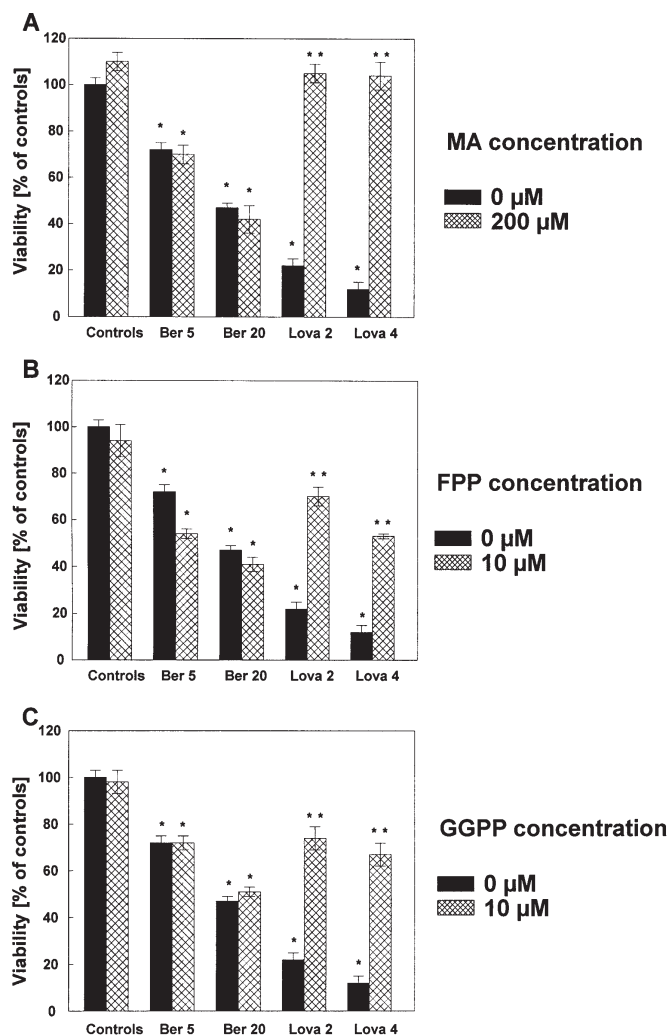 A
120
100
80
60
40
20
0
Viability [% of controls]
* *
* *
*
*
*
*
*
*
Controls Ber 5 Ber 20 Lova 2 Lova 4
MA concentration
0 µM
200 µM
B
120
100
80
60
40
20
0
Viability [% of controls]
* *
*
* *
*
*
*
*
*
Controls Ber 5 Ber 20 Lova 2 Lova 4
FPP concentration
0 µM
10 µM
C
120
100
80
60
40
20
0
Viability [% of controls]
* *
* *
* *
*
*
*
*
Controls Ber 5 Ber 20 Lova 2 Lova 4
GGPP concentration
0 µM
10 µM